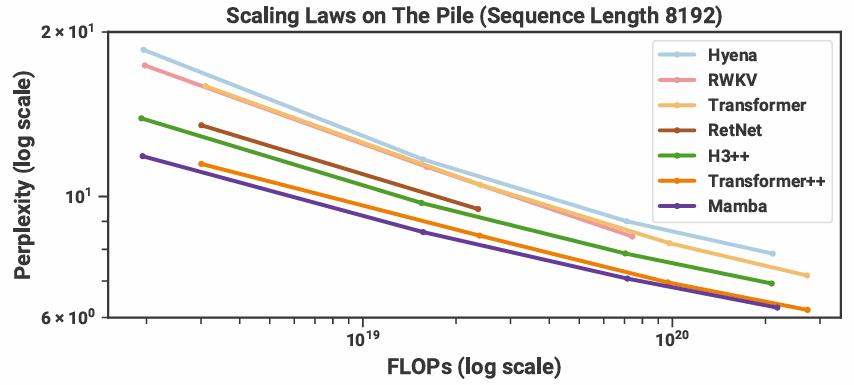 Scaling Laws on The Pile (Sequence Length 8192)
2 × 10¹
Hyena
RWKV
Transformer
RetNet
H3++
Transformer++
Mamba
Perplexity (log scale)
10¹
6 × 10⁰
10¹⁹
10²⁰
FLOPs (log scale)